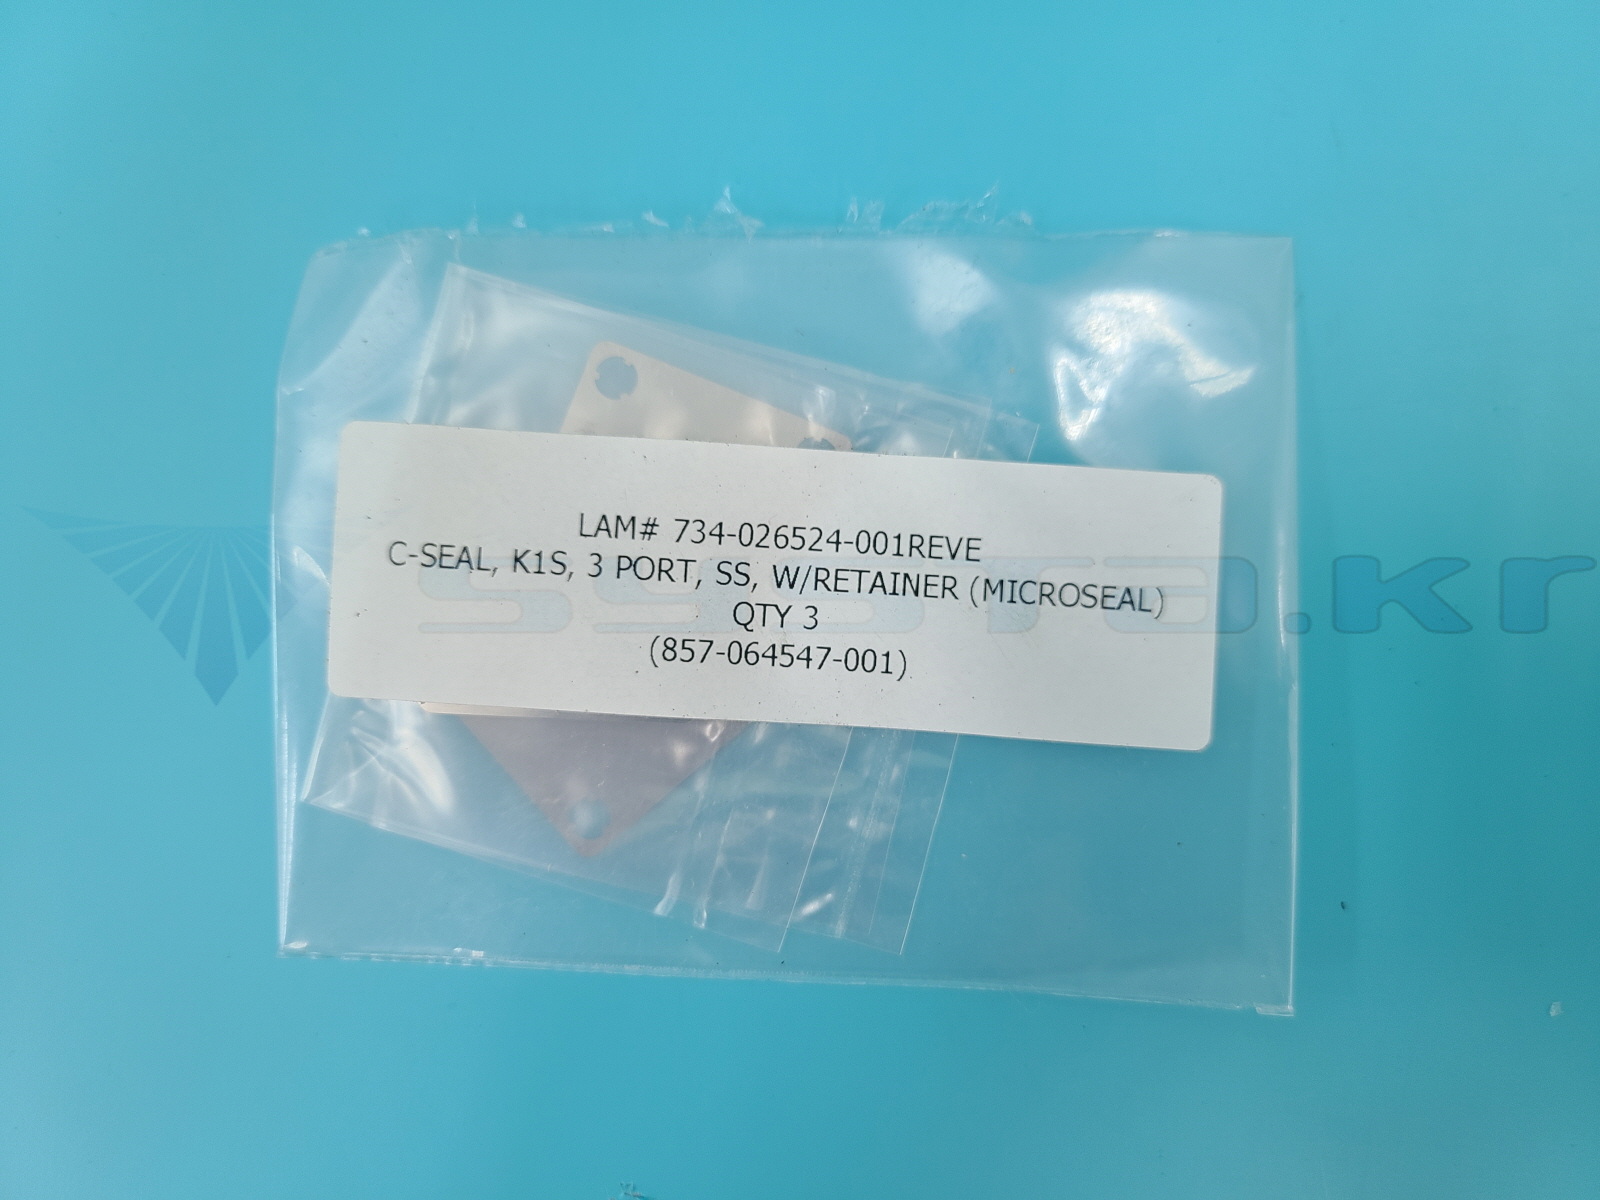 LAM# 734-026524-001REVE
C-SEAL, K1S, 3 PORT, SS, W/RETAINER (MICROSEAL)
QTY 3
(857-064547-001)